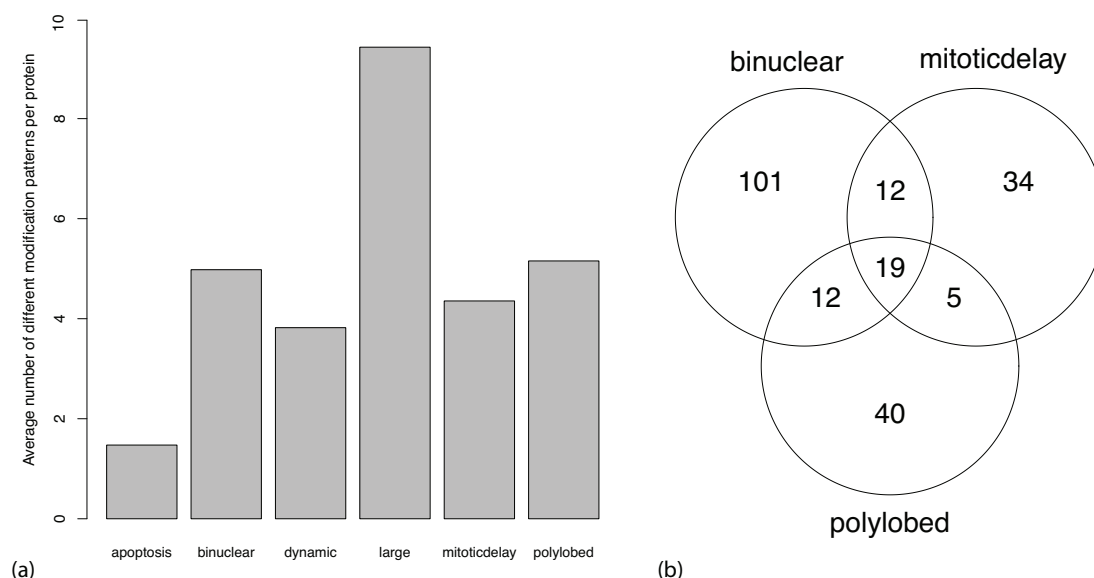 Average number of different modification patterns per protein
10
8
6
4
2
0
apoptosis binuclear dynamic large mitoticdelay polylobed
(a)
binuclear mitoticdelay
101 12 34
19
12 5
40
polylobed
(b)